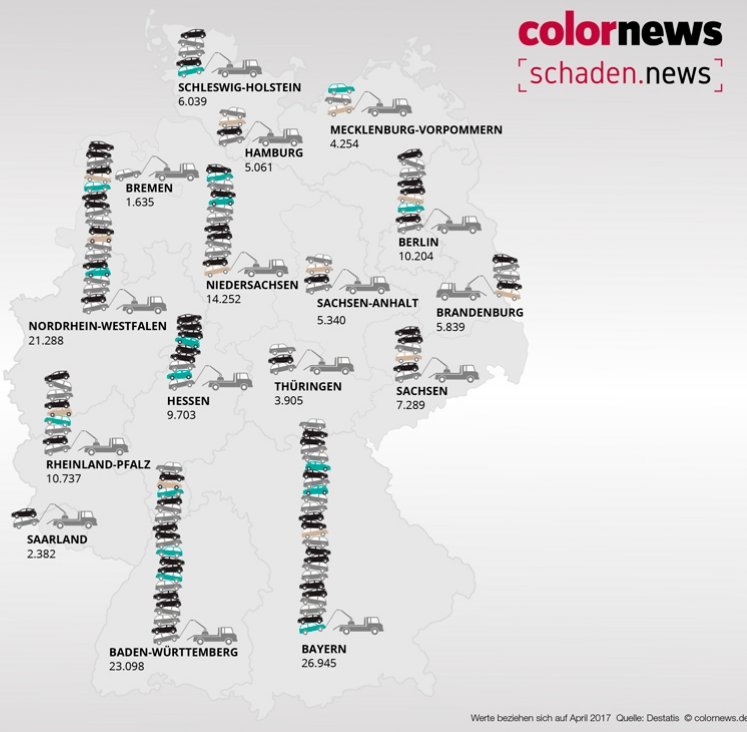 colornews
[schaden.news]
SCHLESWIG-HOLSTEIN
6.039
MECKLENBURG-VORPOMMERN
4.254
HAMBURG
5.061
BREMEN
1.635
BERLIN
10.204
NIEDERSACHSEN
14.252
SACHSEN-ANHALT
5.340
BRANDENBURG
5.839
NORDRHEIN-WESTFALEN
21.288
HESSEN
9.703
THÜRINGEN
3.905
SACHSEN
7.289
RHEINLAND-PFALZ
10.737
SAARLAND
2.382
BADEN-WÜRTTEMBERG
23.098
BAYERN
26.945
Werte beziehen sich auf April 2017 Quelle: Destatis © colornews.de